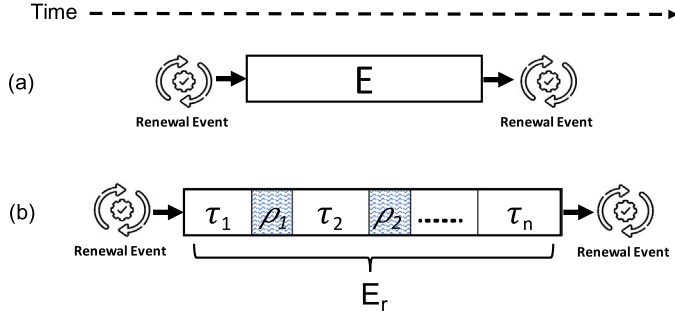 Time
(a)
E
Renewal Event
Renewal Event
(b)
τ1 ρ1 τ2 ρ2 ...... τn
Renewal Event
Renewal Event
Er